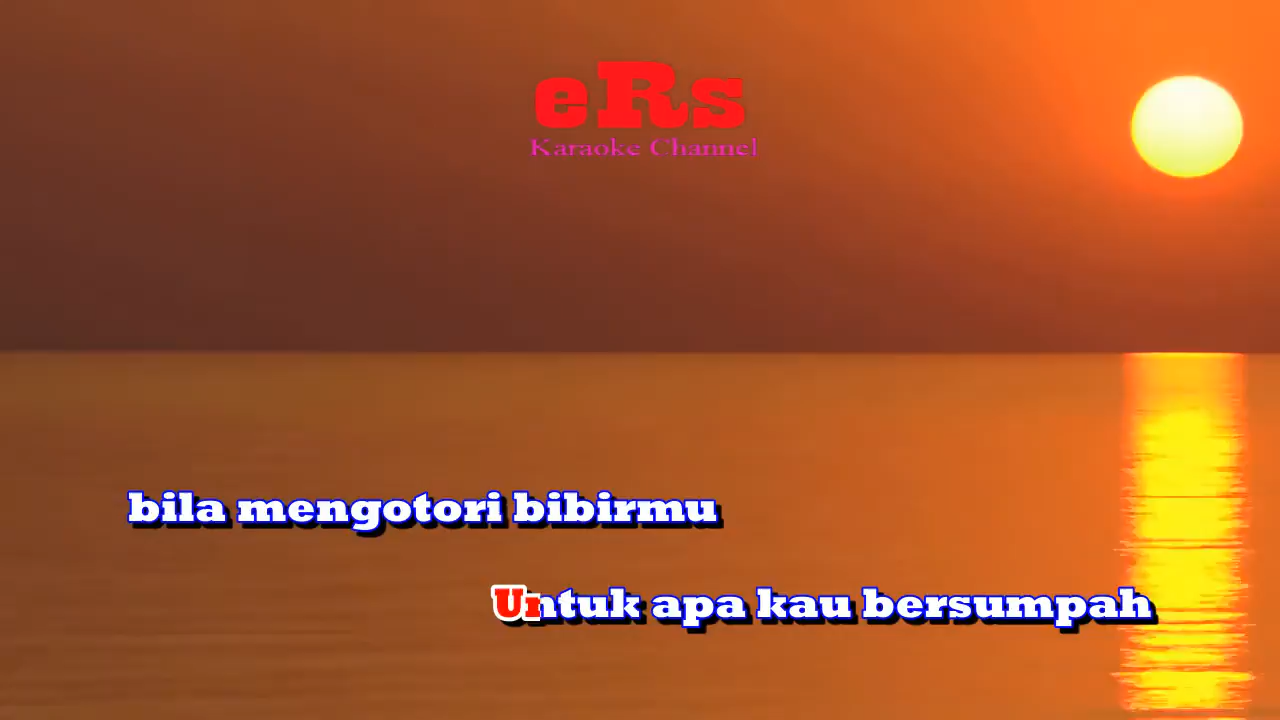 eRs
Karaoke Channel
bila mengotori bibirmu
Untuk apa kau bersumpah